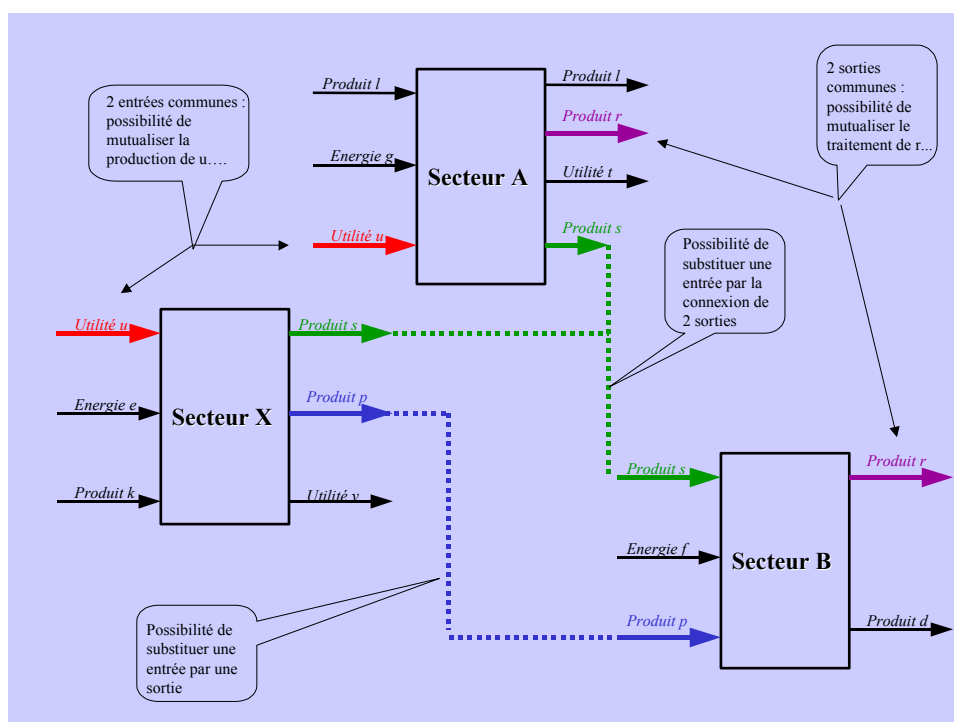 2 entrées communes :
possibilité de
mutualiser la
production de u….
Produit l
Energie g
Utilité u
Secteur A
Produit l
Produit r
Utilité t
Produit s
2 sorties
communes :
possibilité de
mutualiser le
traitement de r...
Possibilité de
substituer une
entrée par la
connexion de
2 sorties
Utilité u
Energie e
Produit k
Secteur X
Produit s
Produit p
Utilité v
Produit s
Energie f
Produit p
Secteur B
Produit r
Produit d
Possibilité de
substituer une
entrée par une
sortie